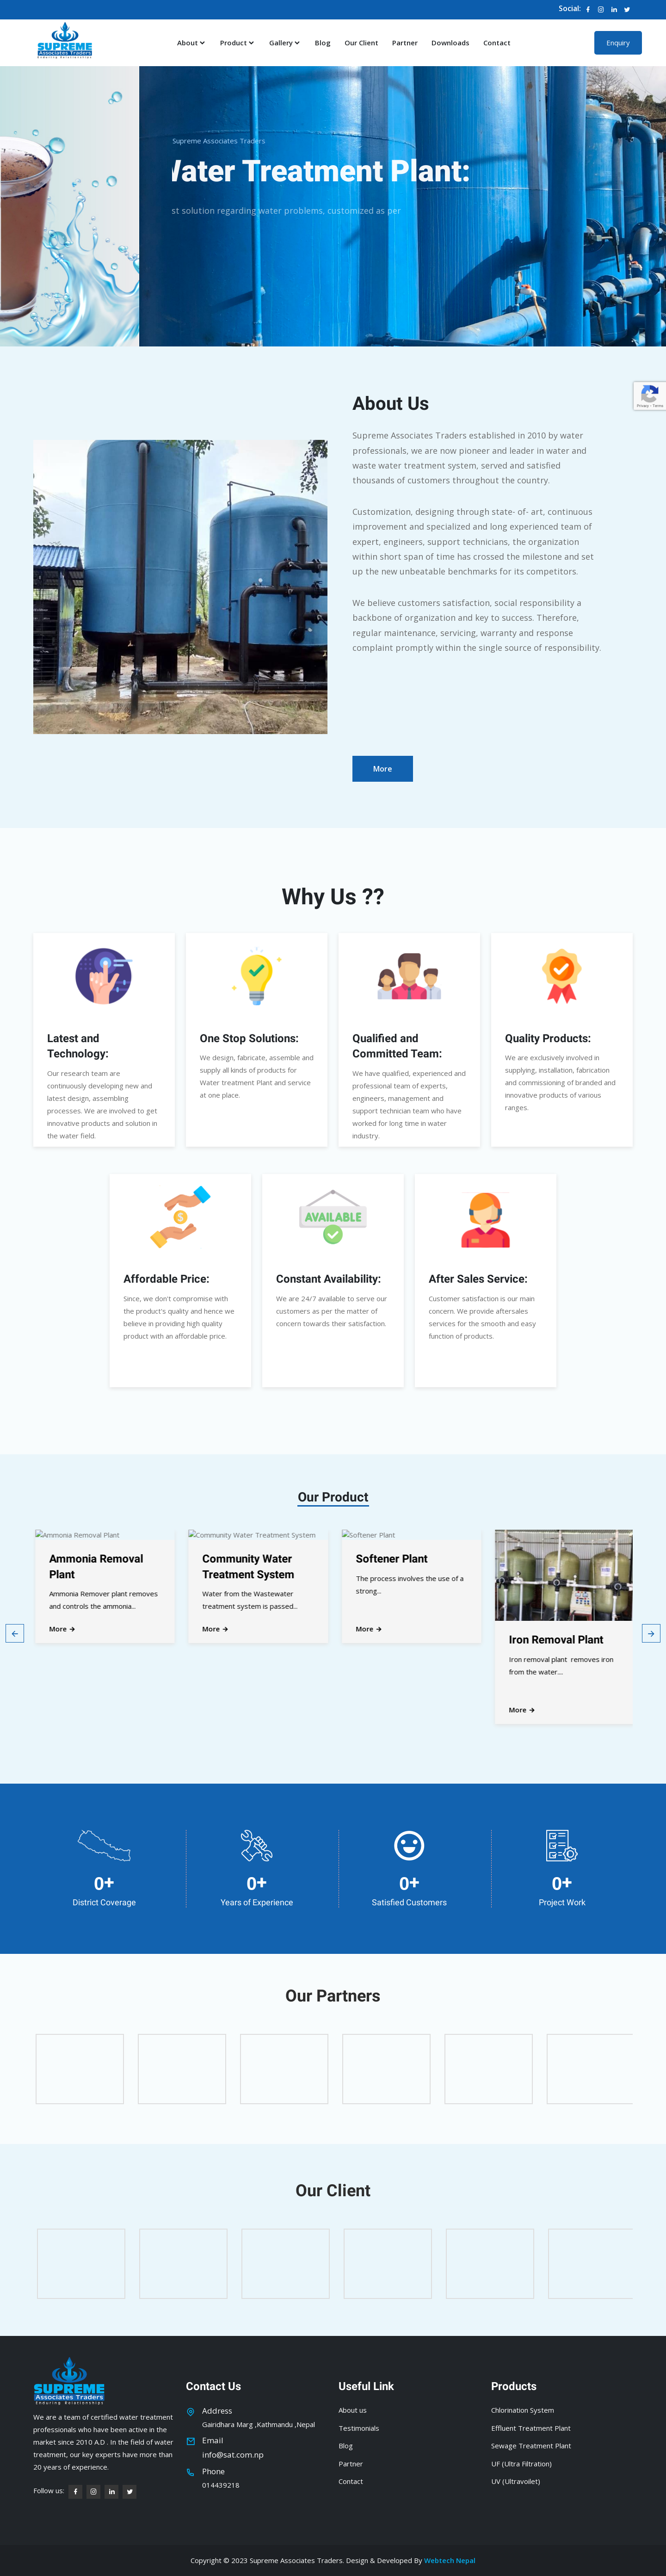 Social:
SUPREME
Associates Traders
Enduring Relationships
About
Product
Gallery
Blog
Our Client
Partner
Downloads
Contact
Enquiry
Supreme Associates Traders
Water Treatment Plant:
st solution regarding water problems, customized as per
Privacy - Terms
About Us
Supreme Associates Traders established in 2010 by water
professionals, we are now pioneer and leader in water and
waste water treatment system, served and satisfied
thousands of customers throughout the country.
Customization, designing through state- of- art, continuous
improvement and specialized and long experienced team of
expert, engineers, support technicians, the organization
within short span of time has crossed the milestone and set
up the new unbeatable benchmarks for its competitors.
We believe customers satisfaction, social responsibility a
backbone of organization and key to success. Therefore,
regular maintenance, servicing, warranty and response
complaint promptly within the single source of responsibility.
More
Why Us ??
Latest and
Technology:
Our research team are
continuously developing new and
latest design, assembling
processes. We are involved to get
innovative products and solution in
the water field.
One Stop Solutions:
We design, fabricate, assemble and
supply all kinds of products for
Water treatment Plant and service
at one place.
Qualified and
Committed Team:
We have qualified, experienced and
professional team of experts,
engineers, management and
support technician team who have
worked for long time in water
industry.
Quality Products:
We are exclusively involved in
supplying, installation, fabrication
and commissioning of branded and
innovative products of various
ranges.
Affordable Price:
Since, we don't compromise with
the product's quality and hence we
believe in providing high quality
product with an affordable price.
AVAILABLE
Constant Availability:
We are 24/7 available to serve our
customers as per the matter of
concern towards their satisfaction.
After Sales Service:
Customer satisfaction is our main
concern. We provide aftersales
services for the smooth and easy
function of products.
Our Product
Ammonia Removal Plant
Ammonia Removal
Plant
Ammonia Remover plant removes
and controls the ammonia...
More
Community Water Treatment System
Community Water
Treatment System
Water from the Wastewater
treatment system is passed...
More
Softener Plant
Softener Plant
The process involves the use of a
strong...
More
Iron Removal Plant
Iron removal plant removes iron
from the water....
More
0+
District Coverage
0+
Years of Experience
0+
Satisfied Customers
0+
Project Work
Our Partners
Our Client
SUPREME
Associates Traders
Enduring Relationships
We are a team of certified water treatment
professionals who have been active in the
market since 2010 A.D . In the field of water
treatment, our key experts have more than
20 years of experience.
Follow us:
Contact Us
Address
Gairidhara Marg ,Kathmandu ,Nepal
Email
info@sat.com.np
Phone
014439218
Useful Link
About us
Testimonials
Blog
Partner
Contact
Products
Chlorination System
Effluent Treatment Plant
Sewage Treatment Plant
UF (Ultra Filtration)
UV (Ultravoilet)
Copyright © 2023 Supreme Associates Traders. Design & Developed By Webtech Nepal